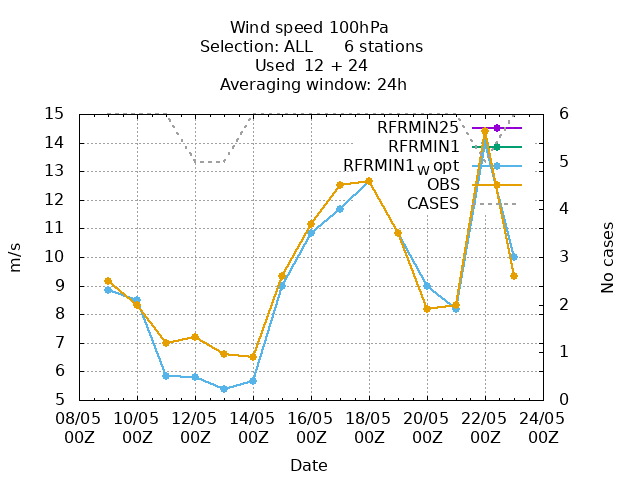 Wind speed 100hPa
Selection: ALL 6 stations
Used 12 + 24
Averaging window: 24h
RFRMIN25
RFRMIN1
RFRMIN1W opt
OBS
CASES
15
14
13
12
11
10
9
8
7
6
5
m/s
6
5
4
3
2
1
0
No cases
08/05 10/05 12/05 14/05 16/05 18/05 20/05 22/05 24/05
00Z 00Z 00Z 00Z 00Z 00Z 00Z 00Z 00Z
Date